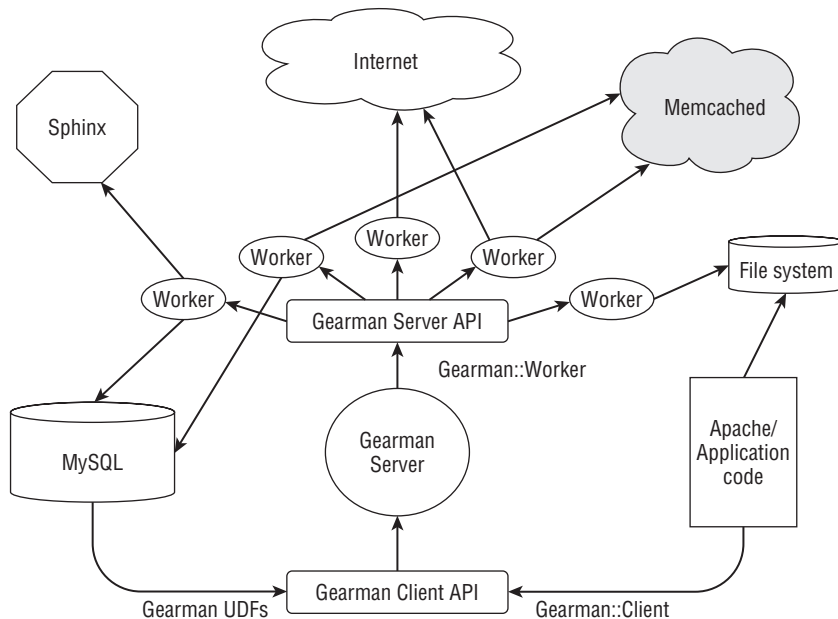 Internet
Memcached
Sphinx
Worker
Worker
Worker
Worker
Worker
File system
Gearman Server API
Gearman::Worker
MySQL
Gearman
Server
Apache/
Application
code
Gearman Client API
Gearman UDFs
Gearman::Client